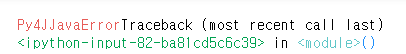 Py4JJavaErrorTraceback (most recent call last)
<ipython-input-82-ba81cd5c6c39> in <module>()